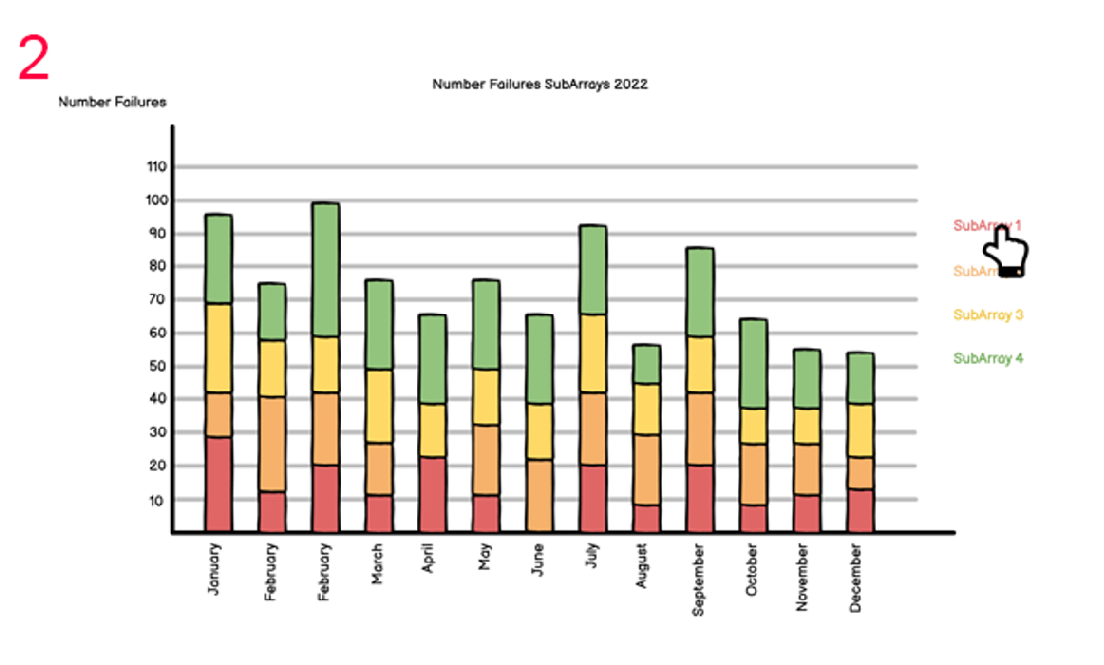 2
Number Failures SubArrays 2022
Number Failures
110
100
90
80
70
60
50
40
30
20
10
SubArray 1
SubArray 3
SubArray 4
January
February
February
March
April
May
June
July
August
September
October
November
December